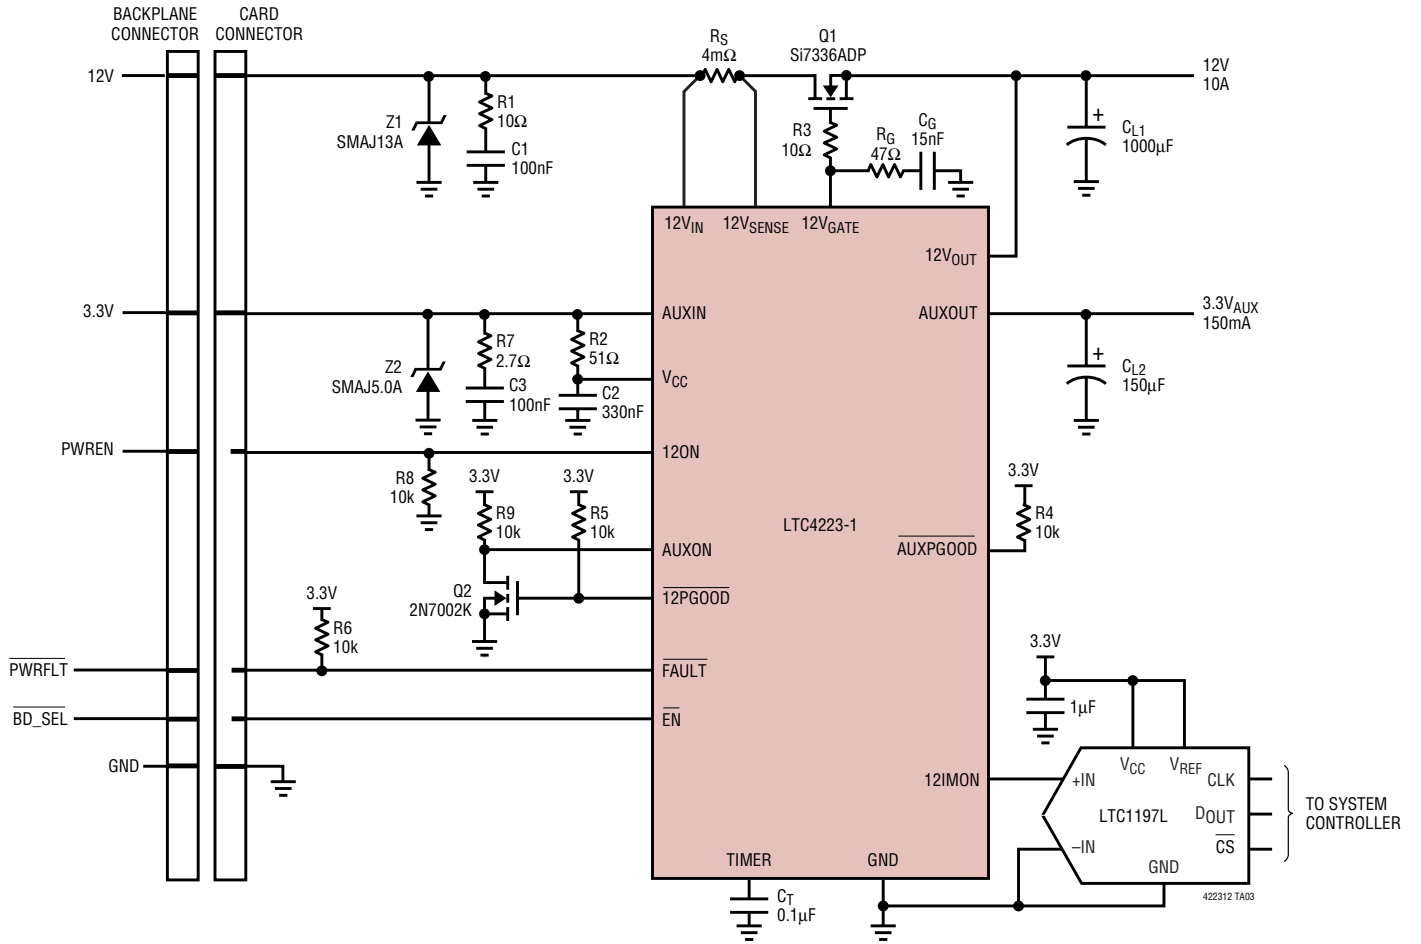 BACKPLANE
CONNECTOR
CARD
CONNECTOR
12V
Z1
SMAJ13A
R1
10Ω
C1
100nF
RS
4mΩ
Q1
Si7336ADP
R3
10Ω
RG
47Ω
CG
15nF
12V
10A
CL1
1000µF
12VIN
12VSENSE
12VGATE
12VOUT
3.3V
Z2
SMAJ5.0A
R7
2.7Ω
C3
100nF
R2
51Ω
C2
330nF
AUXIN
VCC
AUXOUT
3.3VAUX
150mA
CL2
150µF
PWREN
R8
10k
12ON
3.3V
R9
10k
3.3V
R5
10k
AUXON
Q2
2N7002K
12PGOOD
LTC4223-1
AUXPGOOD
3.3V
R4
10k
3.3V
R6
10k
PWRFLT
FAULT
BD_SEL
EN
GND
12IMON
TIMER
GND
CT
0.1µF
3.3V
1µF
VCC
VREF
+IN
–IN
LTC1197L
GND
CLK
DOUT
CS
TO SYSTEM
CONTROLLER
422312 TA03